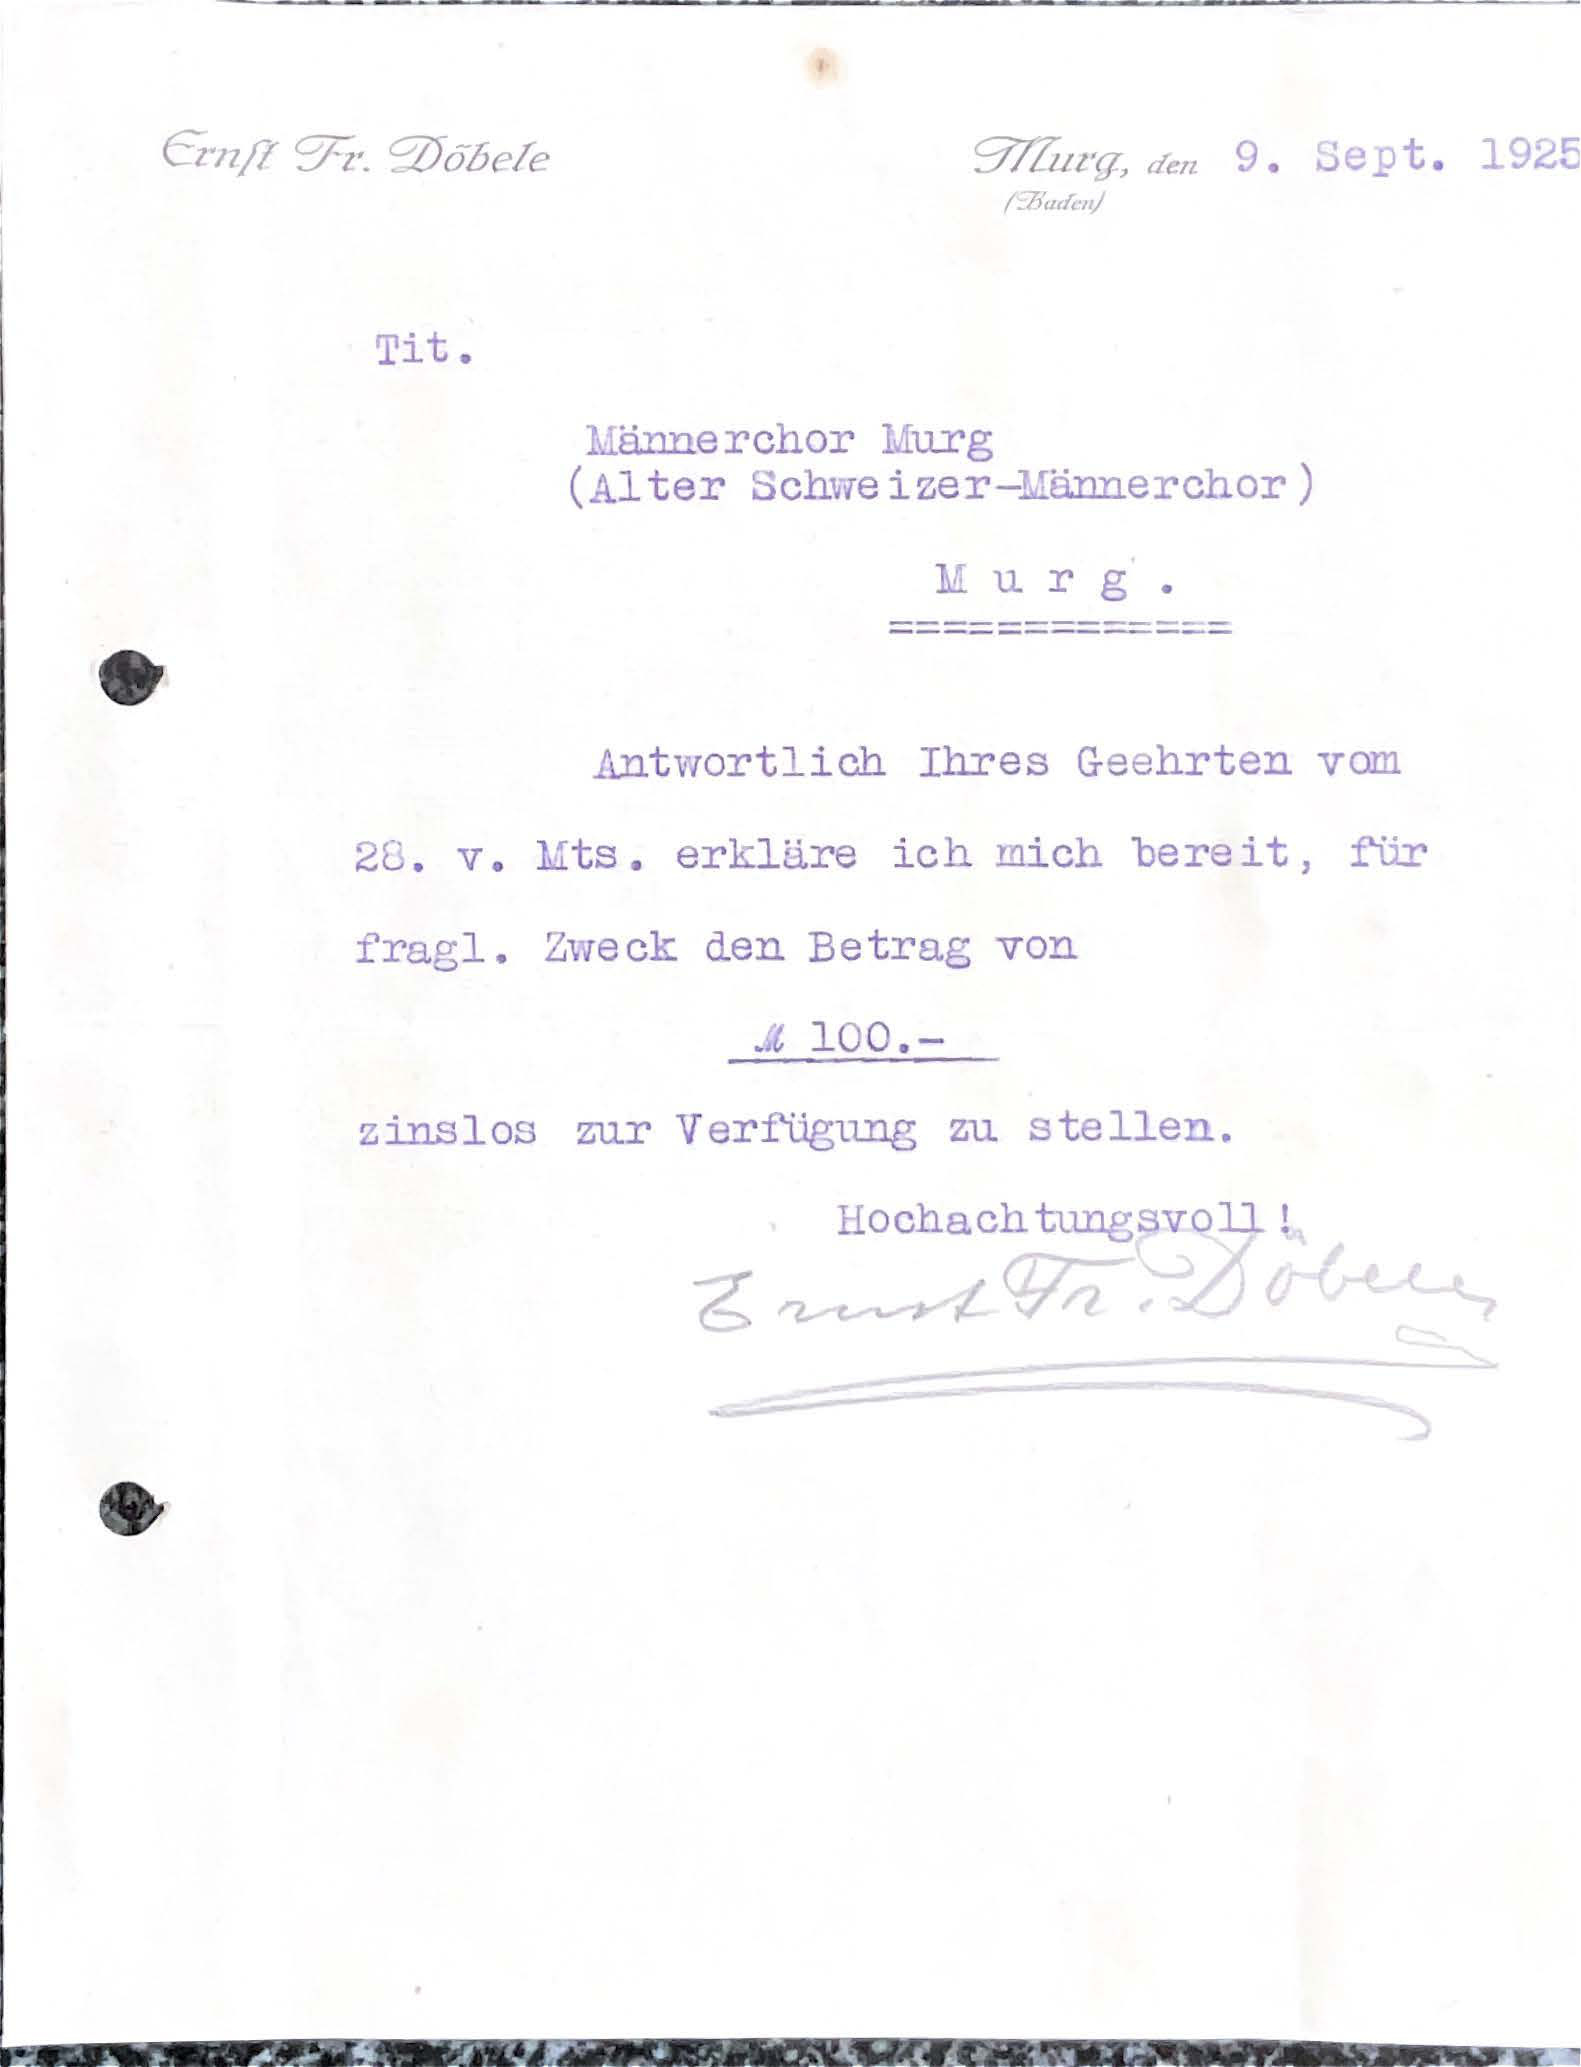 Ernst Fr. Döbele
Murg, den 9. Sept. 1925
(Baden)
Tit.
Männerchor Murg
(Alter Schweizer-Männerchor)
M u r g .
=============
Antwortlich Ihres Geehrten vom
28. v. Mts. erkläre ich mich bereit, für
fragl. Zweck den Betrag von
ℳ 100.-
zinslos zur Verfügung zu stellen.
Hochachtungsvoll!
Ernst Fr. Döbele